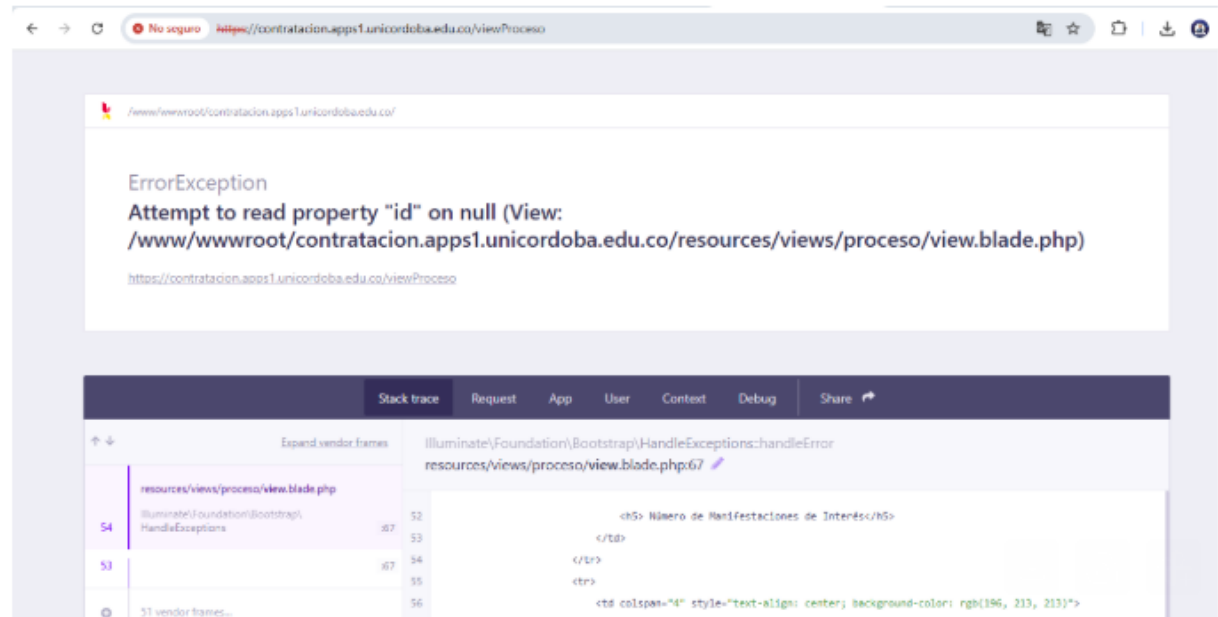 No seguro https://contratacion.apps1.unicordoba.edu.co/viewProceso
/www/wwwroot/contratacion.apps1.unicordoba.edu.co/
ErrorException
Attempt to read property "id" on null (View:
/www/wwwroot/contratacion.apps1.unicordoba.edu.co/resources/views/proceso/view.blade.php)
https://contratacion.apps1.unicordoba.edu.co/viewProceso
Stack trace Request App User Context Debug Share
Expand vendor frames
Illuminate\Foundation\Bootstrap\HandleExceptions::handleError
resources/views/proceso/view.blade.php:67
resources/views/proceso/view.blade.php
Illuminate\Foundation\Bootstrap\
54 HandleExceptions :67
53 :67
51 vendor frames...
52 <h5> Número de Manifestaciones de Interés</h5>
53 </td>
54 </tr>
55 <tr>
56 <td colspan="4" style="text-align: center; background-color: rgb(196, 213, 213)">